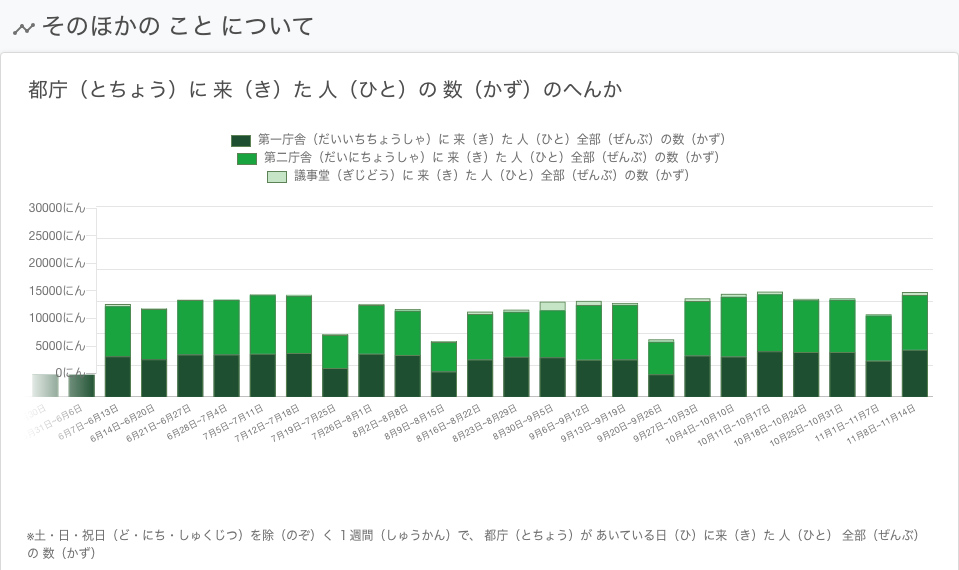 そのほかの こと について
都庁（とちょう）に 来（き）た 人（ひと）の 数（かず）のへんか
第一庁舎（だいいちちょうしゃ）に 来（き）た 人（ひと）全部（ぜんぶ）の数（かず）
第二庁舎（だいにちょうしゃ）に 来（き）た 人（ひと）全部（ぜんぶ）の数（かず）
議事堂（ぎじどう）に 来（き）た 人（ひと）全部（ぜんぶ）の数（かず）
30000にん
25000にん
20000にん
15000にん
10000にん
5000にん
0にん
31日~6月6日
6月7日~6月13日
6月14日~6月20日
6月21日~6月27日
6月28日~7月4日
7月5日~7月11日
7月12日~7月18日
7月19日~7月25日
7月26日~8月1日
8月2日~8月8日
8月9日~8月15日
8月16日~8月22日
8月23日~8月29日
8月30日~9月5日
9月6日~9月12日
9月13日~9月19日
9月20日~9月26日
9月27日~10月3日
10月4日~10月10日
10月11日~10月17日
10月18日~10月24日
10月25日~10月31日
11月1日~11月7日
11月8日~11月14日
※土・日・祝日（ど・にち・しゅくじつ）を除（のぞ）く １週間（しゅうかん）で、 都庁（とちょう）が あいている日（ひ）に来（き）た 人（ひと） 全部（ぜんぶ）
の 数（かず）